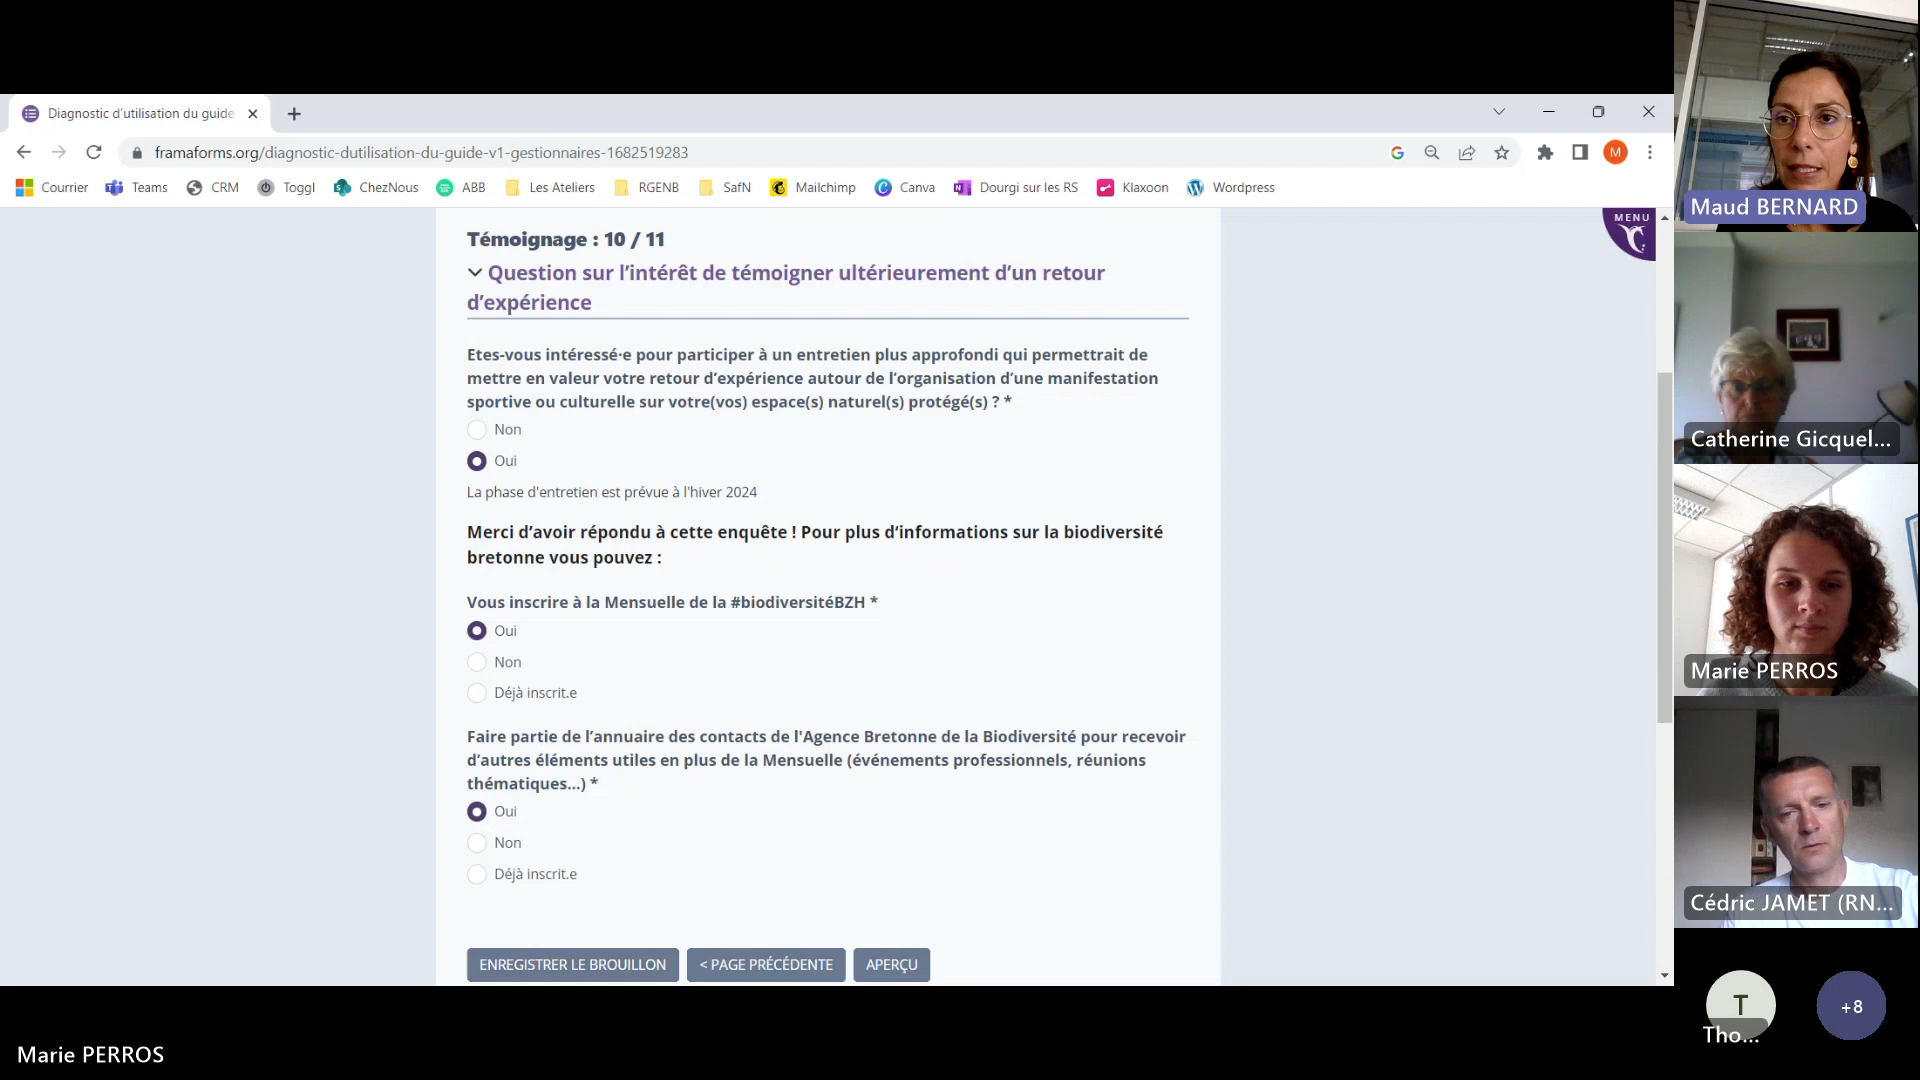 Diagnostic d'utilisation du guide
framaforms.org/diagnostic-dutilisation-du-guide-v1-gestionnaires-1682519283
M
Courrier Teams CRM Toggl ChezNous ABB Les Ateliers RGENB SafN Mailchimp Canva Dourgi sur les RS Klaxoon Wordpress
MENU
Témoignage : 10 / 11
Question sur l’intérêt de témoigner ultérieurement d’un retour
d’expérience
Etes-vous intéressé·e pour participer à un entretien plus approfondi qui permettrait de
mettre en valeur votre retour d’expérience autour de l’organisation d’une manifestation
sportive ou culturelle sur votre(vos) espace(s) naturel(s) protégé(s) ? *
Non
Oui
La phase d'entretien est prévue à l'hiver 2024
Merci d’avoir répondu à cette enquête ! Pour plus d’informations sur la biodiversité
bretonne vous pouvez :
Vous inscrire à la Mensuelle de la #biodiversitéBZH *
Oui
Non
Déjà inscrit.e
Faire partie de l’annuaire des contacts de l'Agence Bretonne de la Biodiversité pour recevoir
d’autres éléments utiles en plus de la Mensuelle (événements professionnels, réunions
thématiques...) *
Oui
Non
Déjà inscrit.e
ENREGISTRER LE BROUILLON
< PAGE PRÉCÉDENTE
APERÇU
Maud BERNARD
Catherine Gicquel...
Marie PERROS
Cédric JAMET (RN...
T
Tho...
+8
Marie PERROS